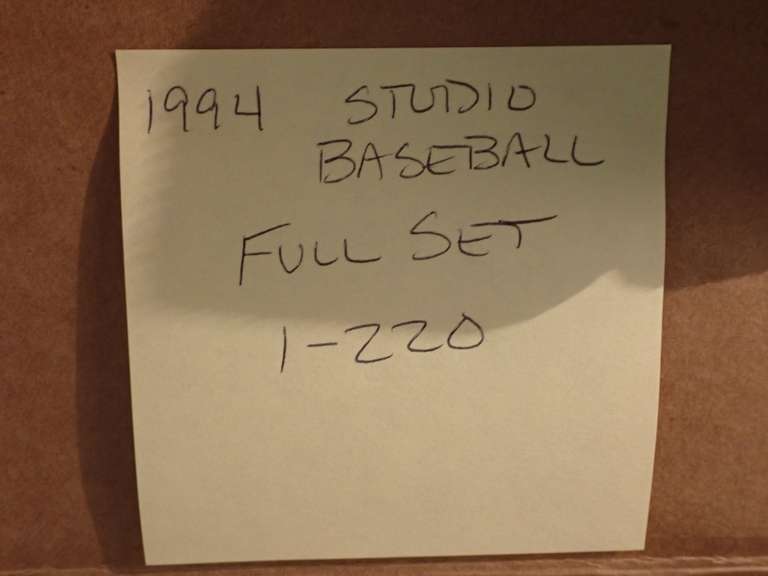 1994 STUDIO
BASEBALL
FULL SET
1-220